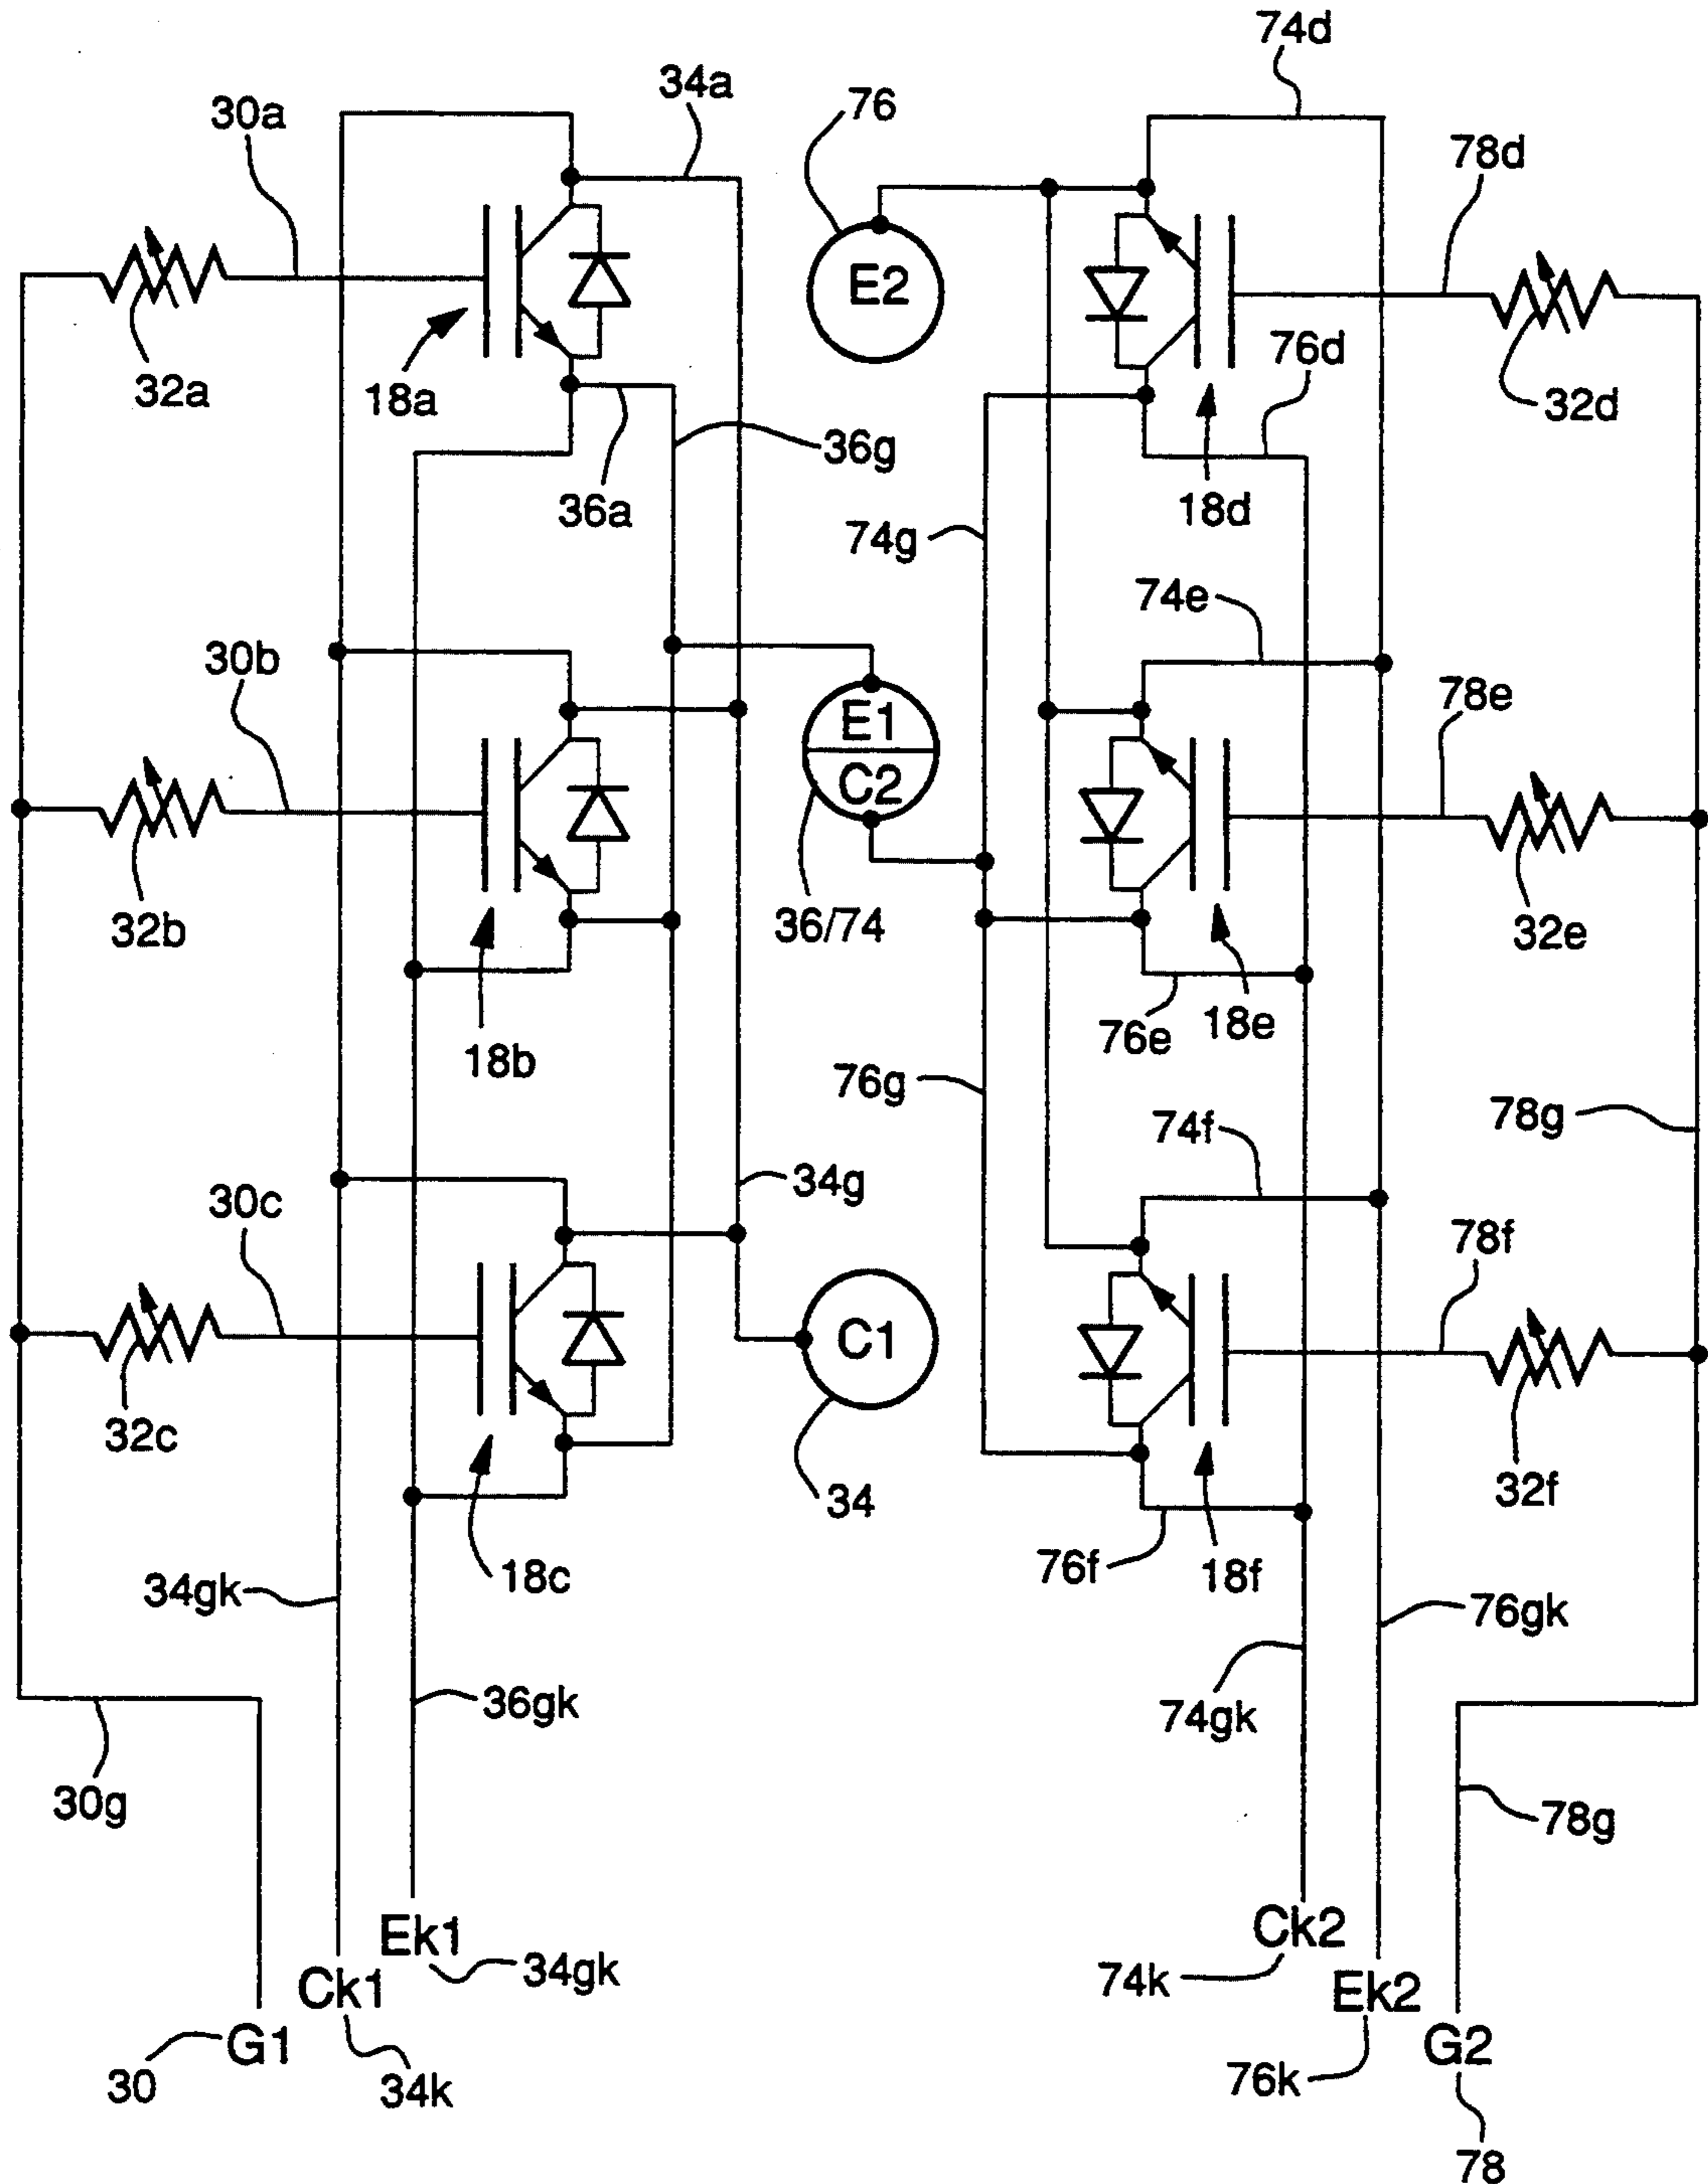 74d
34a
76
30a
78d
E2
76d
32a
18a
32d
36g
36a
18d
74g
74e
30b
78e
E1
C2
32b
36/74
32e
18e
76e
18b
76g
78g
74f
34g
30c
78f
C1
32c
34
32f
18c
76f
18f
34gk
76gk
36gk
74gk
30g
78g
Ek1
Ck2
34gk
74k
Ck1
Ek2
G1
G2
30
34k
76k
78